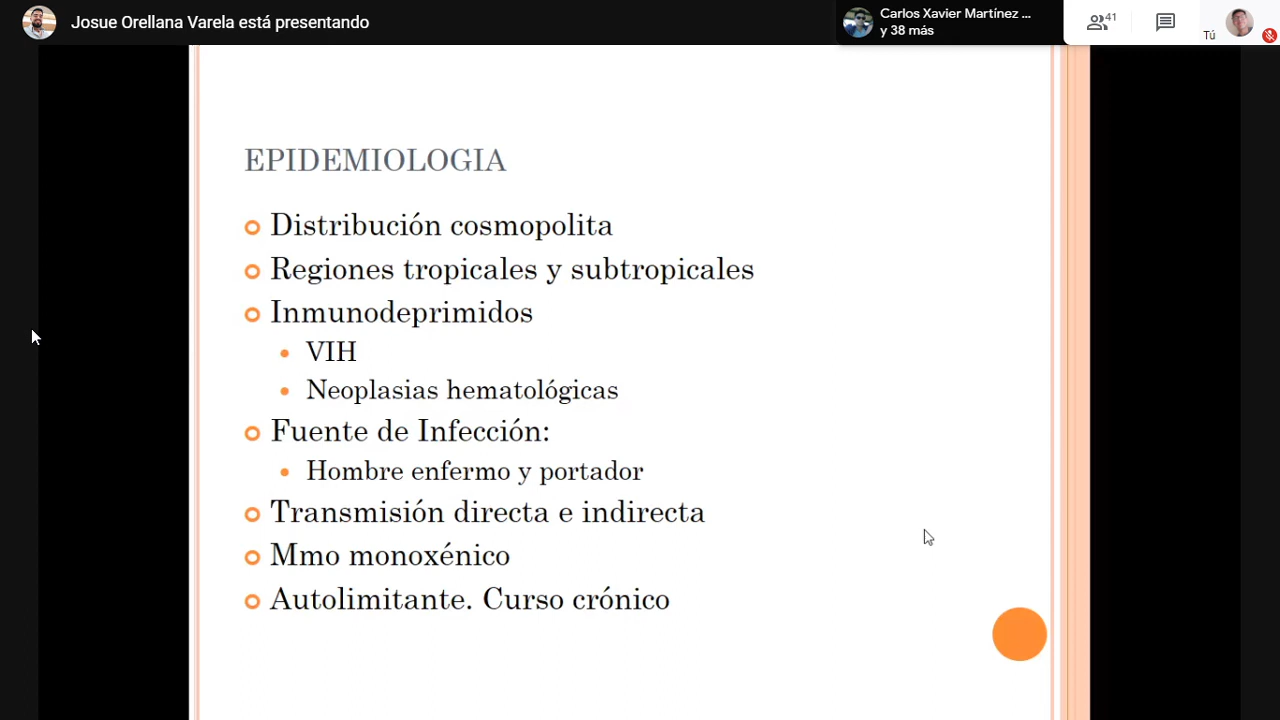 Josue Orellana Varela está presentando
Carlos Xavier Martínez ...
y 38 más
41
Tú
EPIDEMIOLOGIA
Distribución cosmopolita
Regiones tropicales y subtropicales
Inmunodeprimidos
VIH
Neoplasias hematológicas
Fuente de Infección:
Hombre enfermo y portador
Transmisión directa e indirecta
Mmo monoxénico
Autolimitante. Curso crónico